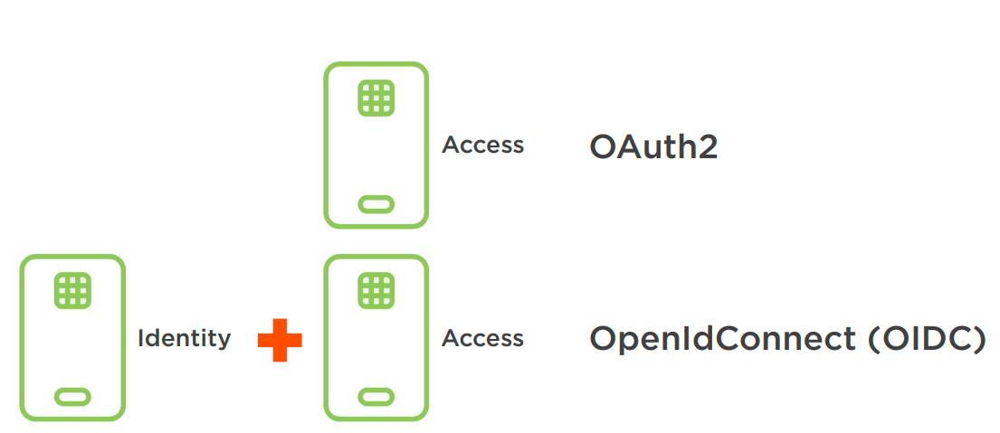 Access OAuth2
Identity Access OpenIdConnect (OIDC)